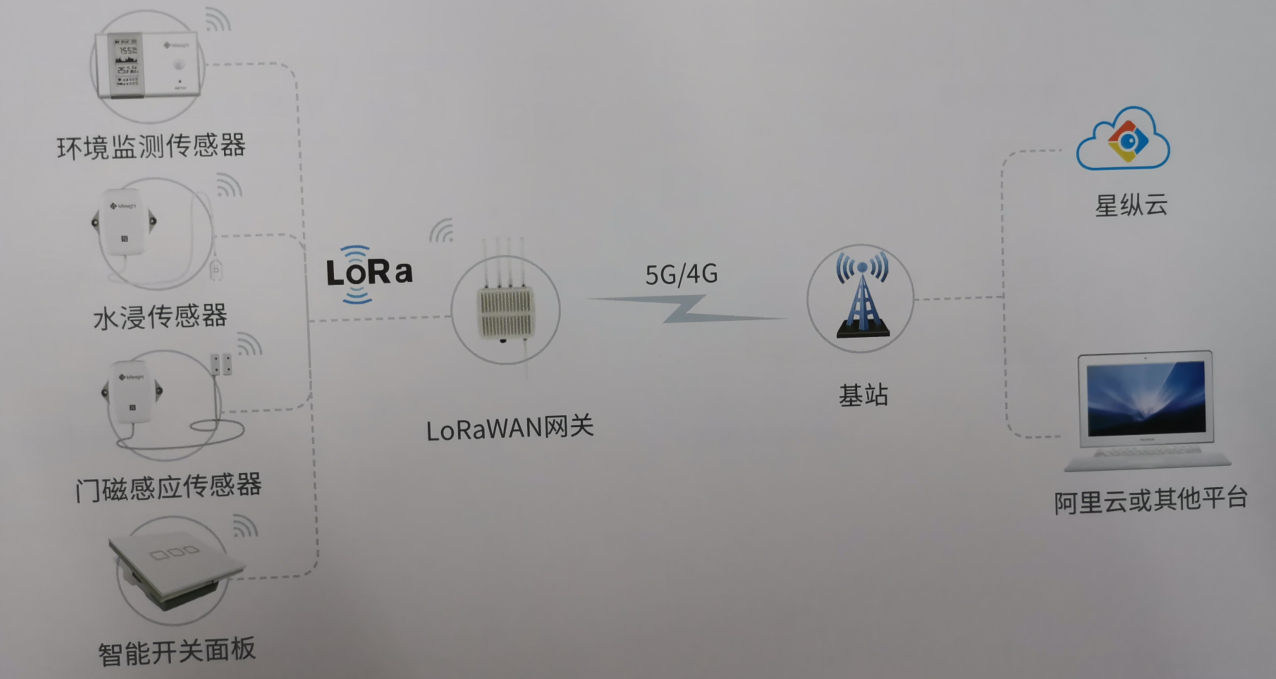 环境监测传感器
水浸传感器
门磁感应传感器
智能开关面板
LoRa
LoRaWAN网关
5G/4G
基站
星纵云
阿里云或其他平台